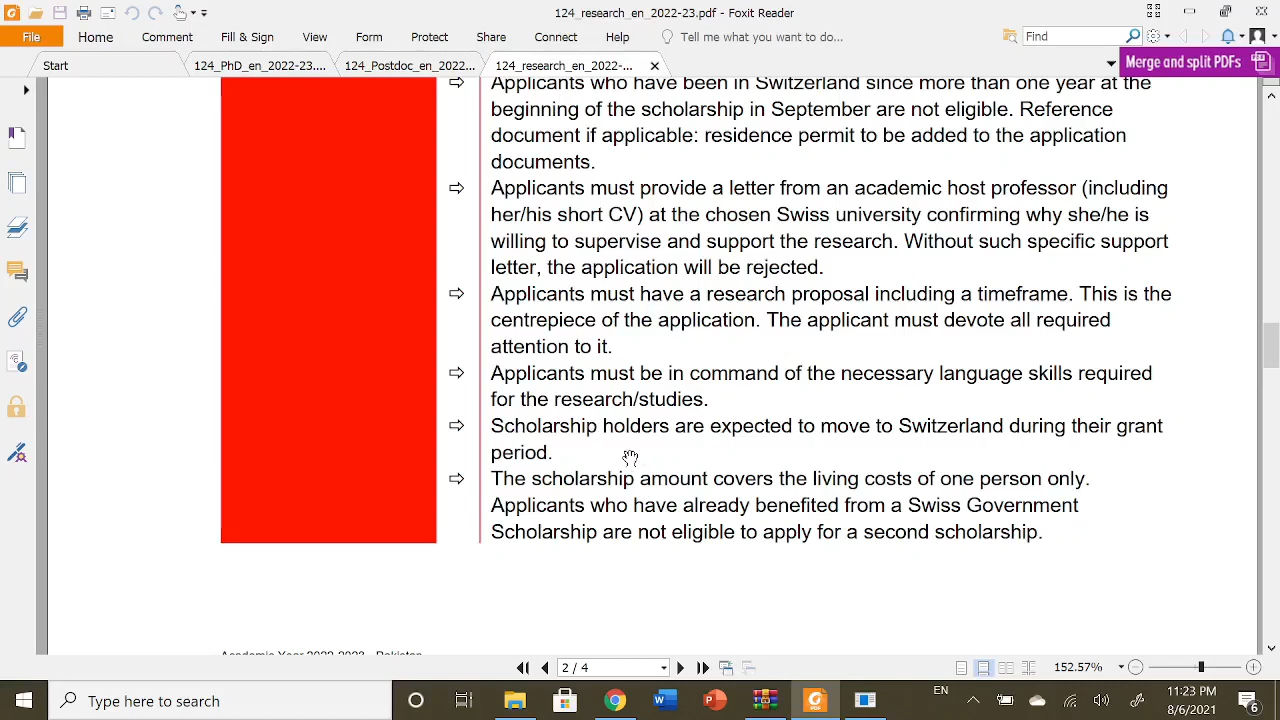 124_research_en_2022-23.pdf - Foxit Reader
File Home Comment Fill & Sign View Form Protect Share Connect Help Tell me what you want to do... Find
Start 124_PhD_en_2022-23.... 124_Postdoc_en_2022... 124_research_en_2022-... Merge and split PDFs
⇨ Applicants who have been in Switzerland since more than one year at the
beginning of the scholarship in September are not eligible. Reference
document if applicable: residence permit to be added to the application
documents.
⇨ Applicants must provide a letter from an academic host professor (including
her/his short CV) at the chosen Swiss university confirming why she/he is
willing to supervise and support the research. Without such specific support
letter, the application will be rejected.
⇨ Applicants must have a research proposal including a timeframe. This is the
centrepiece of the application. The applicant must devote all required
attention to it.
⇨ Applicants must be in command of the necessary language skills required
for the research/studies.
⇨ Scholarship holders are expected to move to Switzerland during their grant
period.
⇨ The scholarship amount covers the living costs of one person only.
Applicants who have already benefited from a Swiss Government
Scholarship are not eligible to apply for a second scholarship.
Academic Year 2022-2023 - Pakistan
2 / 4 152.57%
Type here to search EN 11:23 PM
8/6/2021 6